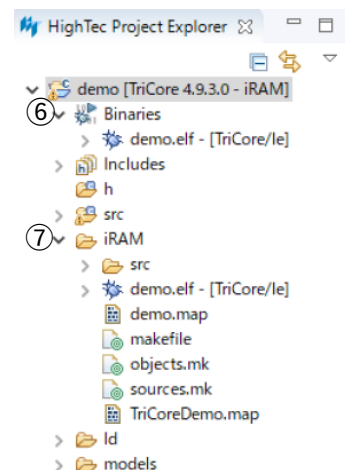 HighTec Project Explorer
demo [TriCore 4.9.3.0 - iRAM]
⑥ Binaries
demo.elf - [TriCore/le]
Includes
h
src
⑦ iRAM
src
demo.elf - [TriCore/le]
demo.map
makefile
objects.mk
sources.mk
TriCoreDemo.map
ld
models